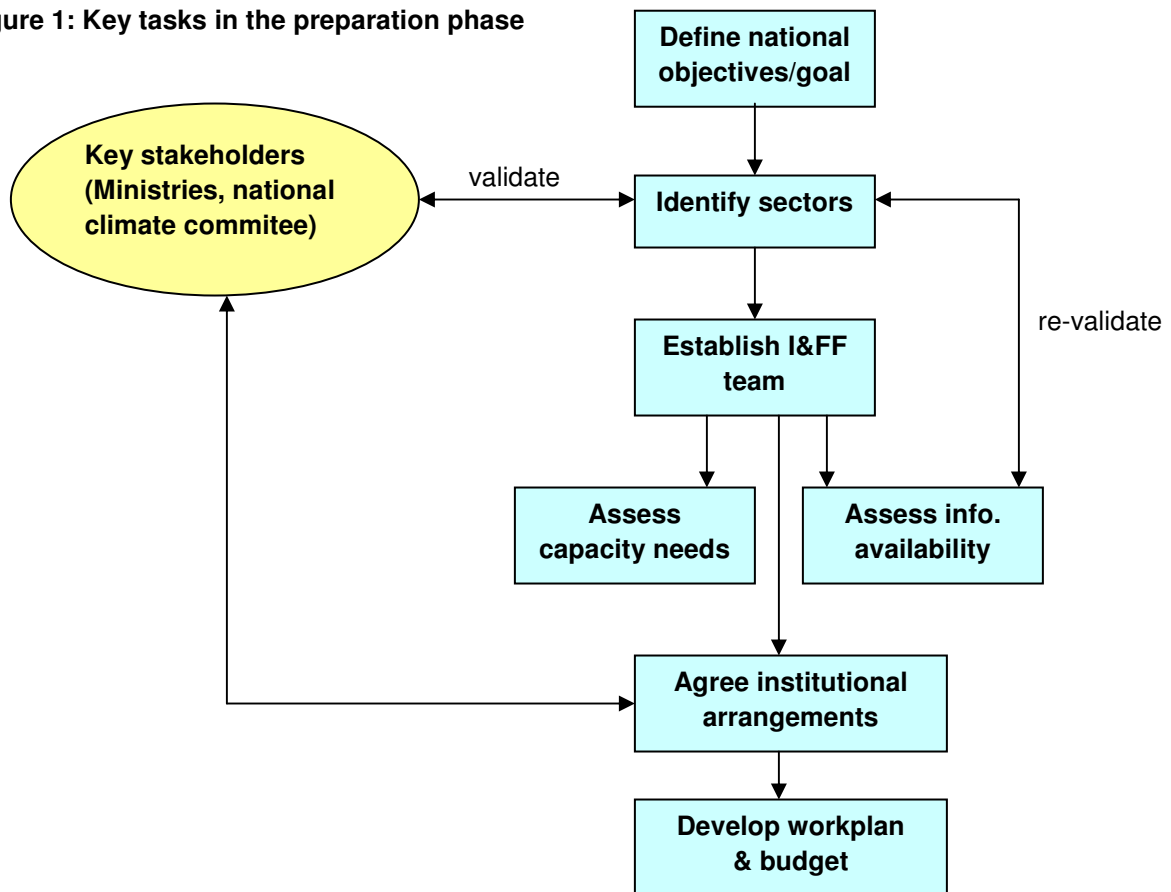 gure 1: Key tasks in the preparation phase
Define national
objectives/goal
Key stakeholders
(Ministries, national
climate commitee)
validate
Identify sectors
re-validate
Establish I&FF
team
Assess
capacity needs
Assess info.
availability
Agree institutional
arrangements
Develop workplan
& budget